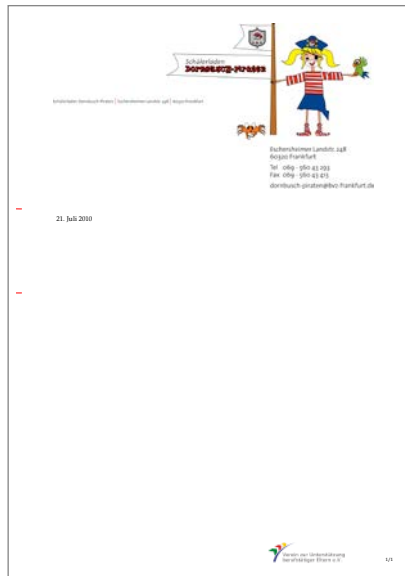 Schülerladen
Dornbusch-Piraten
Schülerladen Dornbusch-Piraten | Eschersheimer Landstr. 248 | 60320 Frankfurt
Eschersheimer Landstr. 248
60320 Frankfurt
Tel 069 - 560 43 293
Fax 069 - 560 43 413
dornbusch-piraten@bvz-frankfurt.de
21. Juli 2010
Verein zur Unterstützung
berufstätiger Eltern e.V.
1/1